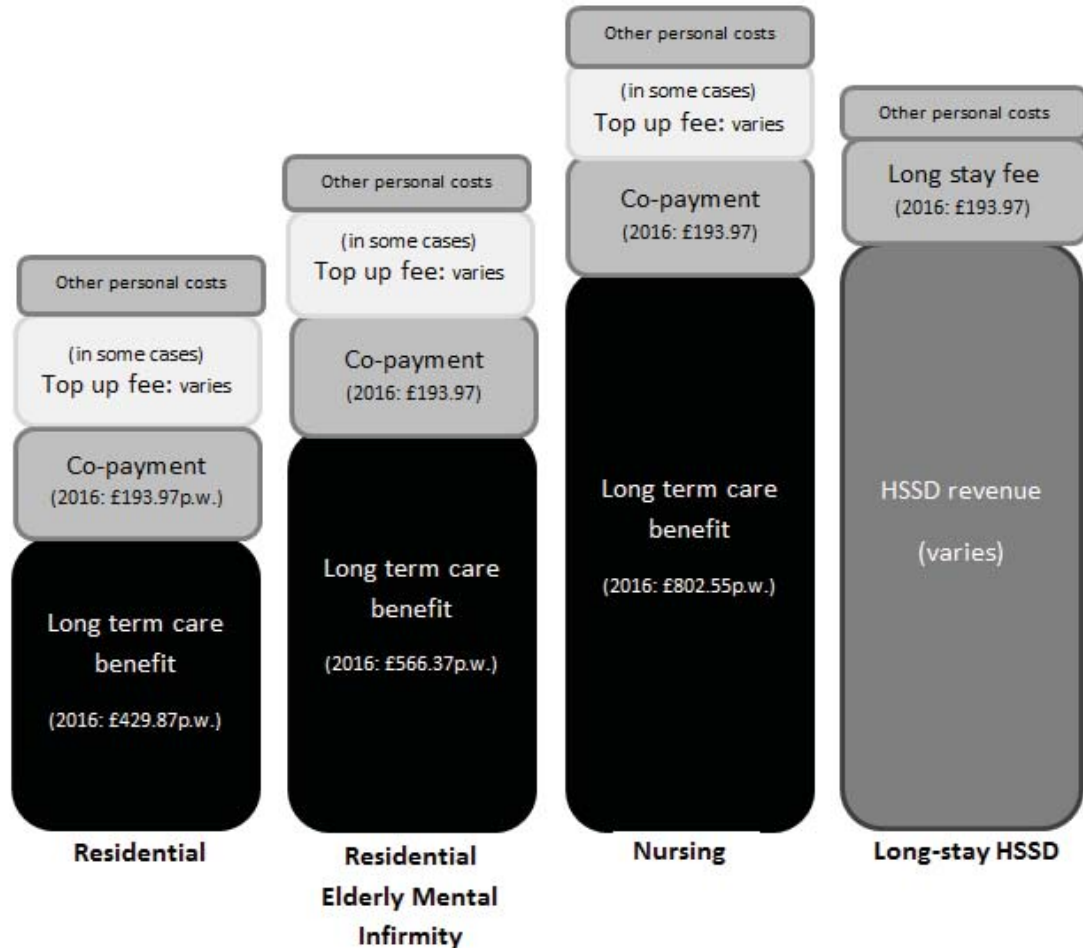 Other personal costs
(in some cases)
Top up fee: varies
Co-payment
(2016: £193.97p.w.)
Long term care
benefit
(2016: £429.87p.w.)
Residential
Other personal costs
(in some cases)
Top up fee: varies
Co-payment
(2016: £193.97)
Long term care
benefit
(2016: £566.37p.w.)
Residential
Elderly Mental
Infirmity
Other personal costs
(in some cases)
Top up fee: varies
Co-payment
(2016: £193.97)
Long term care
benefit
(2016: £802.55p.w.)
Nursing
Other personal costs
Long stay fee
(2016: £193.97)
HSSD revenue
(varies)
Long-stay HSSD